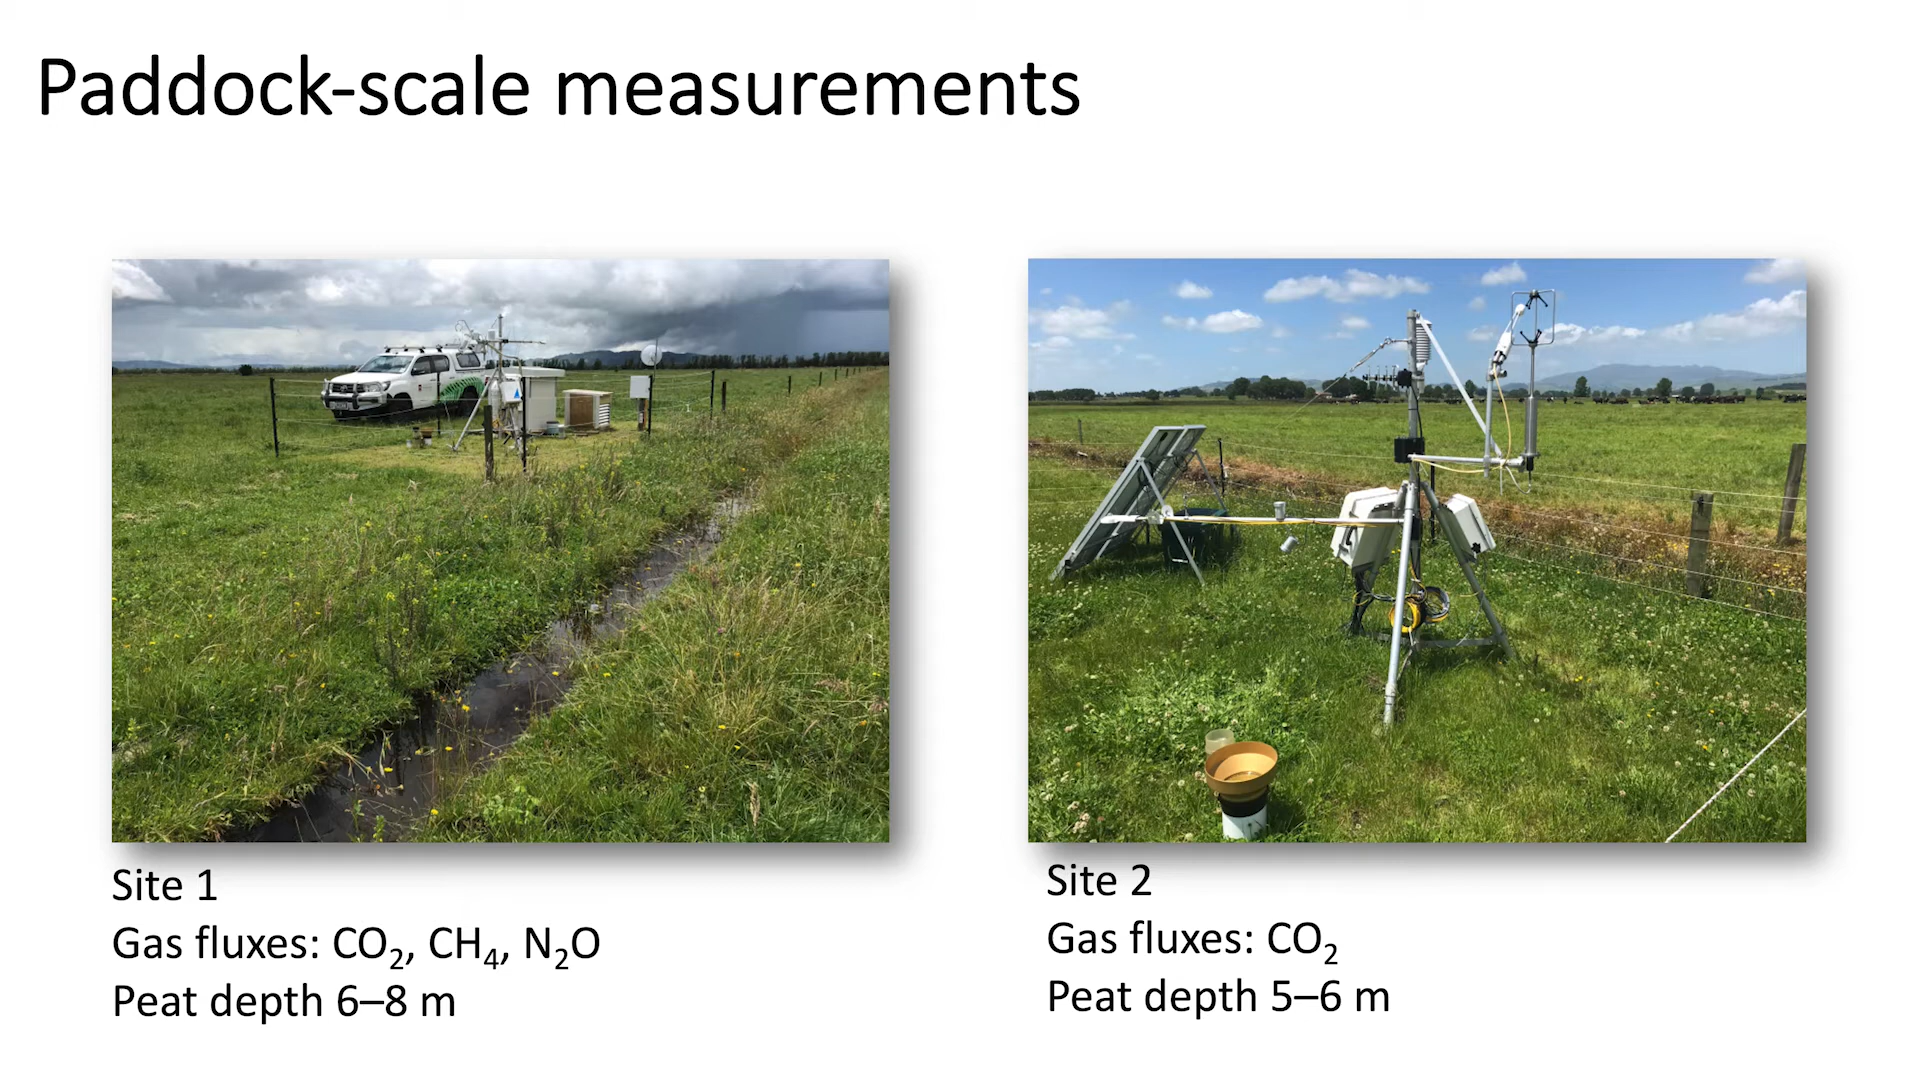 Paddock-scale measurements
Site 1
Gas fluxes: CO₂, CH₄, N₂O
Peat depth 6–8 m
Site 2
Gas fluxes: CO₂
Peat depth 5–6 m